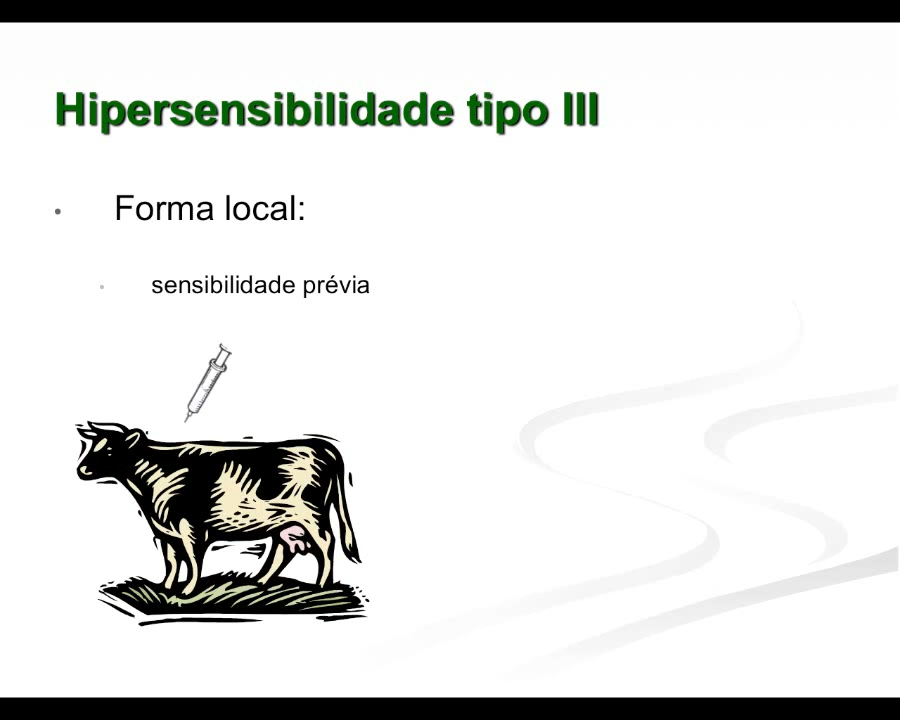 Hipersensibilidade tipo III
• Forma local:
• sensibilidade prévia